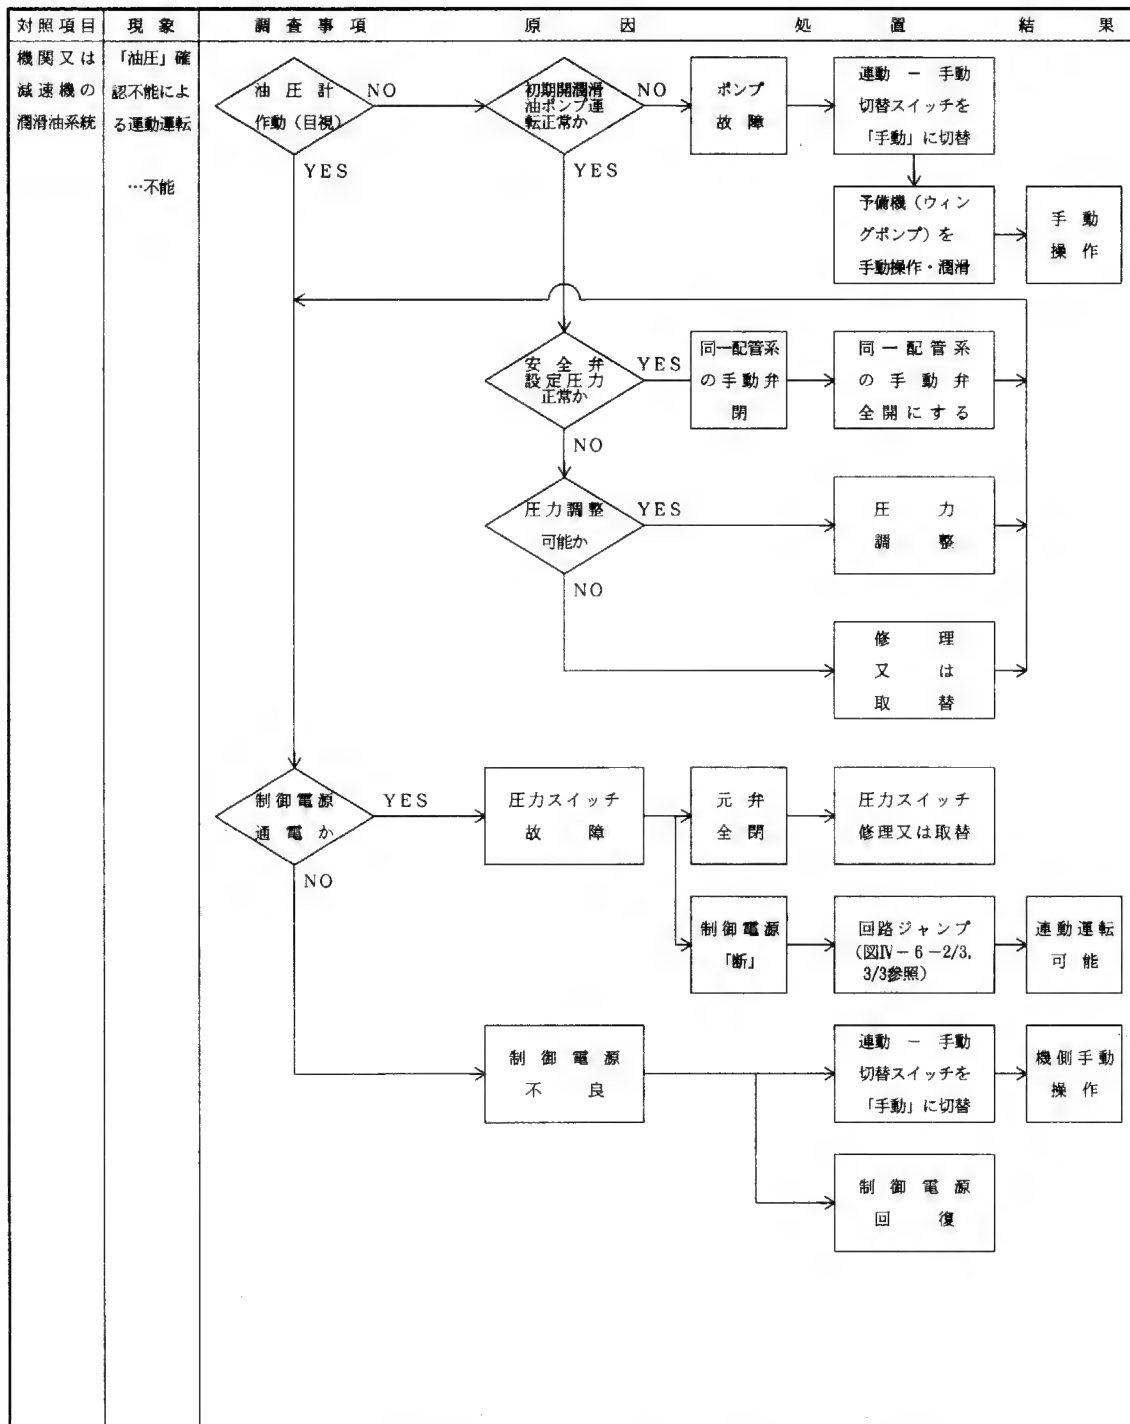 対照項目 現象 調査事項 原因 処置 結果
機関又は
減速機の
潤滑油系統
「油圧」確
認不能によ
る運動運転
…不能
油圧計
作動(目視)
NO
YES
初期開潤滑
油ポンプ運
転正常か
NO
YES
ポンプ
故障
連動－手動
切替スイッチを
「手動」に切替
予備機(ウィン
グポンプ)を
手動操作・潤滑
手動
操作
安全弁
設定圧力
正常か
YES
NO
同一配管系
の手動弁
閉
同一配管系
の手動弁
全開にする
圧力調整
可能か
YES
NO
圧力
調整
修理
又は
取替
制御電源
通電か
YES
NO
圧力スイッチ
故障
元弁
全閉
圧力スイッチ
修理又は取替
制御電源
「断」
回路ジャンプ
(図Ⅳ－6－2/3,
3/3参照)
連動運転
可能
制御電源
不良
連動－手動
切替スイッチを
「手動」に切替
機側手動
操作
制御電源
回復